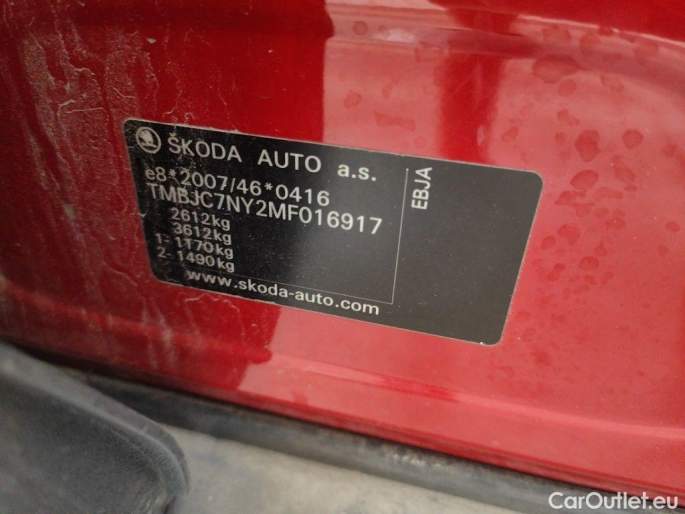 ŠKODA AUTO a.s.
e8*2007/46*0416
TMBJC7NY2MF016917
2612kg
3612kg
1- 1170kg
2- 1490kg
www.skoda-auto.com
EBJA
CarOutlet.eu